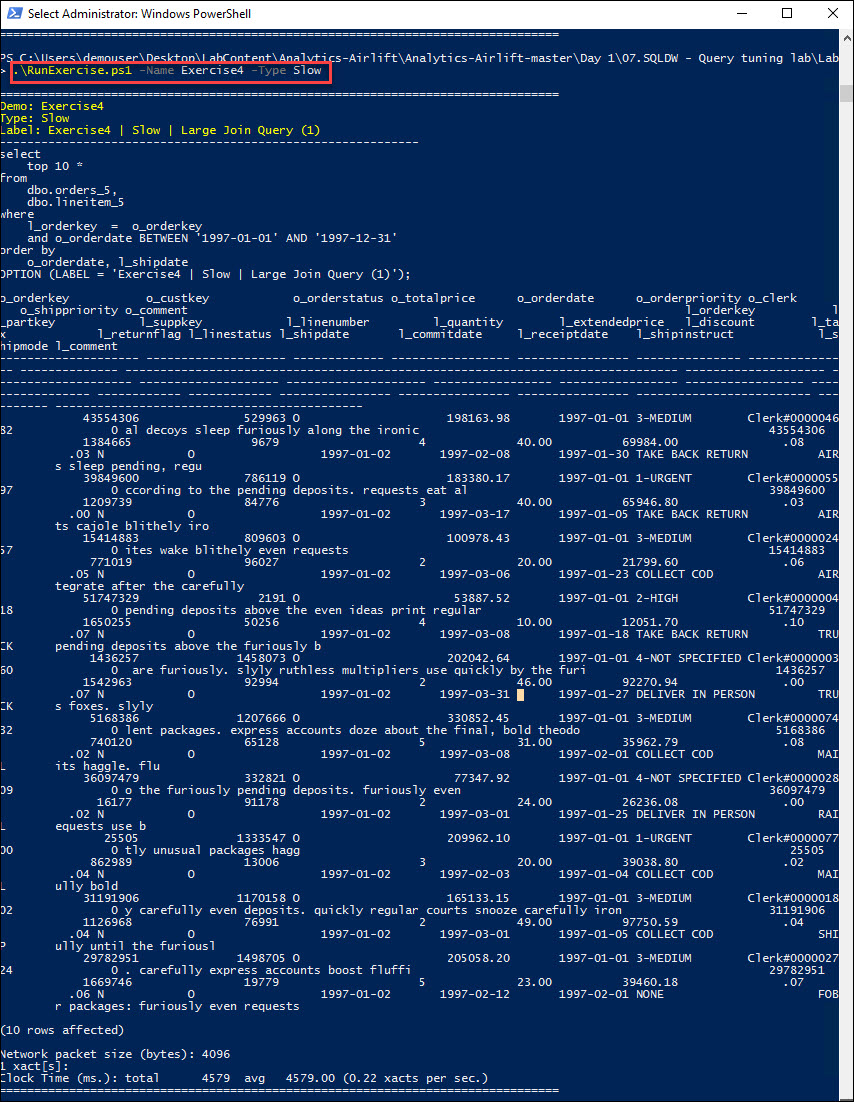 Select Administrator: Windows PowerShell
==============================================================================
PS C:\Users\demouser\Desktop\LabContent\Analytics-Airlift\Analytics-Airlift-master\Day 1\07.SQLDW - Query tuning lab\Lab
> .\RunExercise.ps1 -Name Exercise4 -Type Slow
==============================================================================
Demo: Exercise4
Type: Slow
Label: Exercise4 | Slow | Large Join Query (1)
------------------------------------------------------------
select
top 10 *
from
dbo.orders_5,
dbo.lineitem_5
where
l_orderkey = o_orderkey
and o_orderdate BETWEEN '1997-01-01' AND '1997-12-31'
order by
o_orderdate, l_shipdate
OPTION (LABEL = 'Exercise4 | Slow | Large Join Query (1)');
o_orderkey o_custkey o_orderstatus o_totalprice o_orderdate o_orderpriority o_clerk
o_shippriority o_comment l_orderkey l
_partkey l_suppkey l_linenumber l_quantity l_extendedprice l_discount l_ta
x l_returnflag l_linestatus l_shipdate l_commitdate l_receiptdate l_shipinstruct l_s
hipmode l_comment
43554306 529963 O 198163.98 1997-01-01 3-MEDIUM Clerk#0000046
82 0 al decoys sleep furiously along the ironic 43554306
1384665 9679 4 40.00 69984.00 .08
.03 N O 1997-01-02 1997-02-08 1997-01-30 TAKE BACK RETURN AIR
s sleep pending, regu
39849600 786119 O 183380.17 1997-01-01 1-URGENT Clerk#0000055
97 0 ccording to the pending deposits. requests eat al 39849600
1209739 84776 3 40.00 65946.80 .03
.00 N O 1997-01-02 1997-03-17 1997-01-05 TAKE BACK RETURN AIR
ts cajole blithely iro
15414883 809603 O 100978.43 1997-01-01 3-MEDIUM Clerk#0000024
57 0 ites wake blithely even requests 15414883
771019 96027 2 20.00 21799.60 .06
.05 N O 1997-01-02 1997-03-06 1997-01-23 COLLECT COD AIR
tegrate after the carefully
51747329 2191 O 53887.52 1997-01-01 2-HIGH Clerk#0000004
18 0 pending deposits above the even ideas print regular 51747329
1650255 50256 4 10.00 12051.70 .10
.07 N O 1997-01-02 1997-03-08 1997-01-18 TAKE BACK RETURN TRU
CK pending deposits above the furiously b
1436257 1458073 O 202042.64 1997-01-01 4-NOT SPECIFIED Clerk#0000003
60 0 are furiously. slyly ruthless multipliers use quickly by the furi 1436257
1542963 92994 2 46.00 92270.94 .00
.07 N O 1997-01-02 1997-03-31 1997-01-27 DELIVER IN PERSON TRU
CK s foxes. slyly
5168386 1207666 O 330852.45 1997-01-01 3-MEDIUM Clerk#0000074
32 0 lent packages. express accounts doze about the final, bold theodo 5168386
740120 65128 5 31.00 35962.79 .08
.02 N O 1997-01-02 1997-03-08 1997-02-01 COLLECT COD MAI
L its haggle. flu
36097479 332821 O 77347.92 1997-01-01 4-NOT SPECIFIED Clerk#0000028
09 0 o the furiously pending deposits. furiously even 36097479
16177 91178 2 24.00 26236.08 .00
.02 N O 1997-01-02 1997-03-01 1997-01-25 DELIVER IN PERSON RAI
L equests use b
25505 1333547 O 209962.10 1997-01-01 1-URGENT Clerk#0000077
00 0 tly unusual packages hagg 25505
862989 13006 3 20.00 39038.80 .02
.04 N O 1997-01-02 1997-02-03 1997-01-04 COLLECT COD MAI
L ully bold
31191906 1170158 O 165133.15 1997-01-01 3-MEDIUM Clerk#0000018
02 0 y carefully even deposits. quickly regular courts snooze carefully iron 31191906
1126968 76991 2 49.00 97750.59 .04
.04 N O 1997-01-02 1997-03-01 1997-01-05 COLLECT COD SHI
P ully until the furiousl
29782951 1498705 O 205058.20 1997-01-01 3-MEDIUM Clerk#0000027
24 0 . carefully express accounts boost fluffi 29782951
1669746 19779 5 23.00 39460.18 .07
.06 N O 1997-01-02 1997-02-12 1997-02-01 NONE FOB
r packages: furiously even requests
(10 rows affected)
Network packet size (bytes): 4096
1 xact[s]:
Clock Time (ms.): total 4579 avg 4579.00 (0.22 xacts per sec.)
==============================================================================